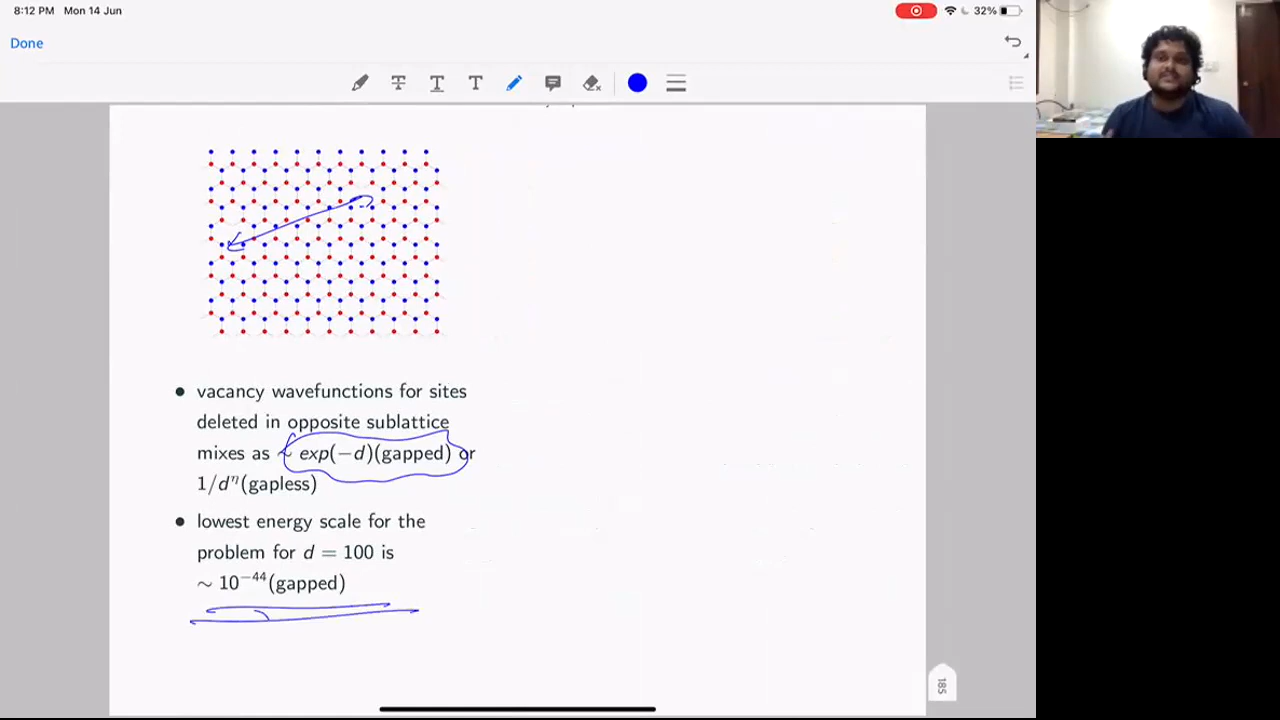 8:12 PM Mon 14 Jun
32%
Done
T T T
• vacancy wavefunctions for sites
deleted in opposite sublattice
mixes as ~ exp(−d)(gapped) or
1/dη(gapless)
• lowest energy scale for the
problem for d = 100 is
∼ 10−44(gapped)
185